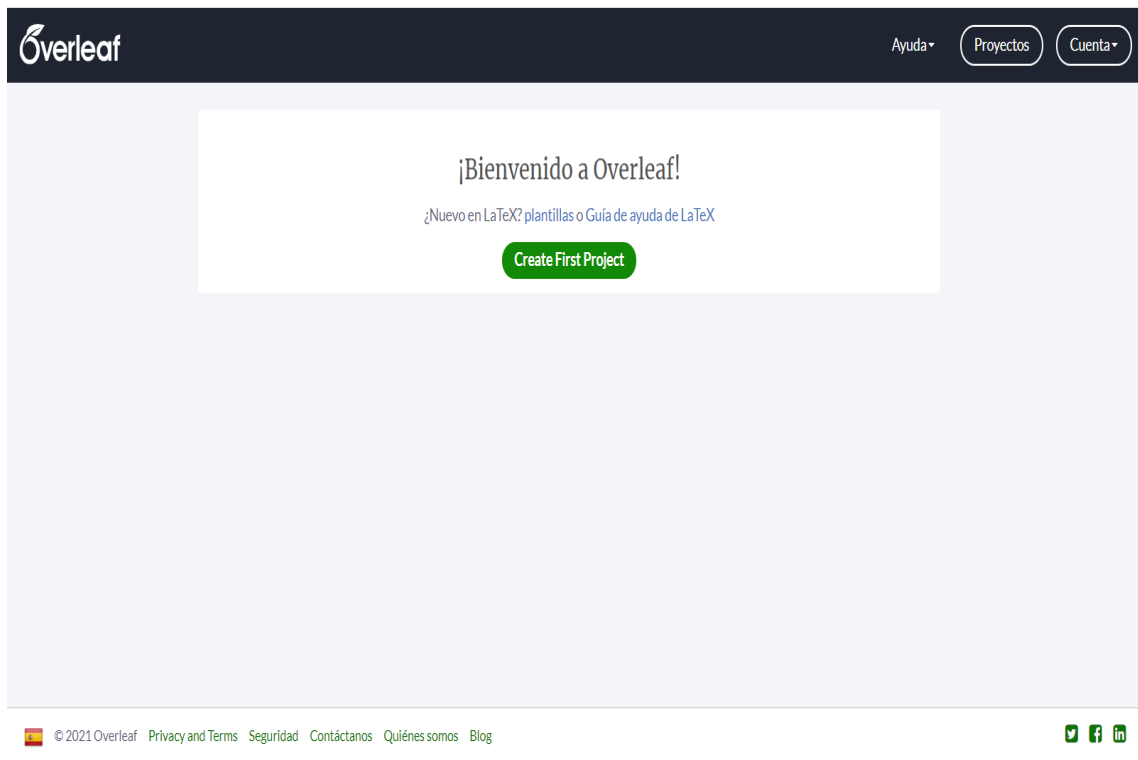 Overleaf
Ayuda
Proyectos
Cuenta
¡Bienvenido a Overleaf!
¿Nuevo en LaTeX? plantillas o Guía de ayuda de LaTeX
Create First Project
© 2021 Overleaf Privacy and Terms Seguridad Contáctanos Quiénes somos Blog